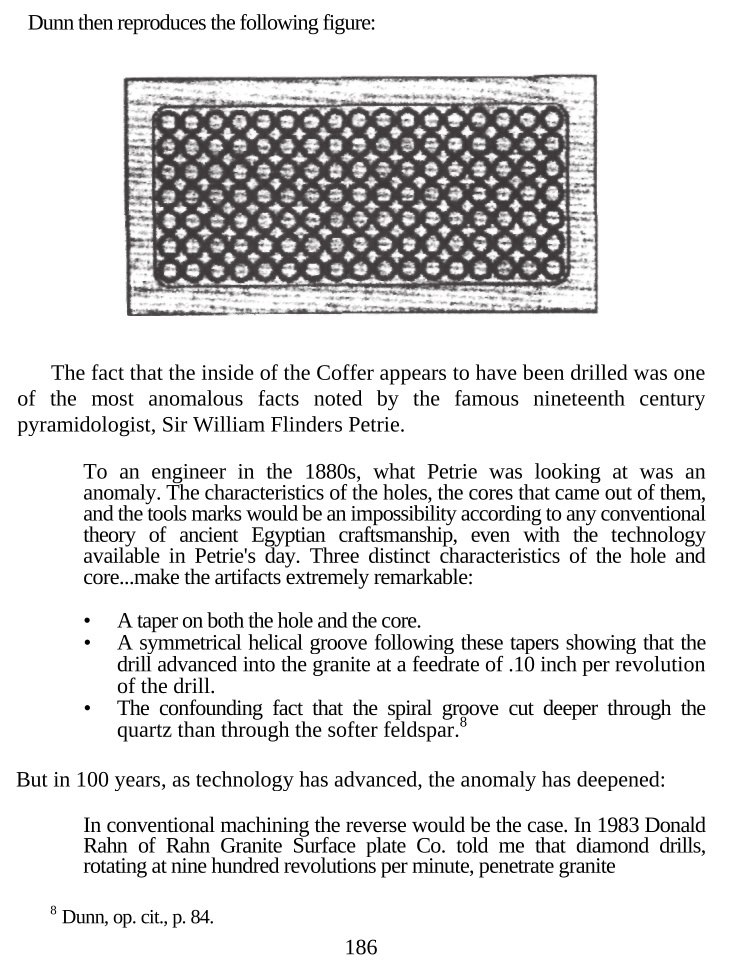 Dunn then reproduces the following figure:
The fact that the inside of the Coffer appears to have been drilled was one
of the most anomalous facts noted by the famous nineteenth century
pyramidologist, Sir William Flinders Petrie.
To an engineer in the 1880s, what Petrie was looking at was an
anomaly. The characteristics of the holes, the cores that came out of them,
and the tools marks would be an impossibility according to any conventional
theory of ancient Egyptian craftsmanship, even with the technology
available in Petrie's day. Three distinct characteristics of the hole and
core...make the artifacts extremely remarkable:
• A taper on both the hole and the core.
• A symmetrical helical groove following these tapers showing that the
drill advanced into the granite at a feedrate of .10 inch per revolution
of the drill.
• The confounding fact that the spiral groove cut deeper through the
quartz than through the softer feldspar.8
But in 100 years, as technology has advanced, the anomaly has deepened:
In conventional machining the reverse would be the case. In 1983 Donald
Rahn of Rahn Granite Surface plate Co. told me that diamond drills,
rotating at nine hundred revolutions per minute, penetrate granite
8 Dunn, op. cit., p. 84.
186